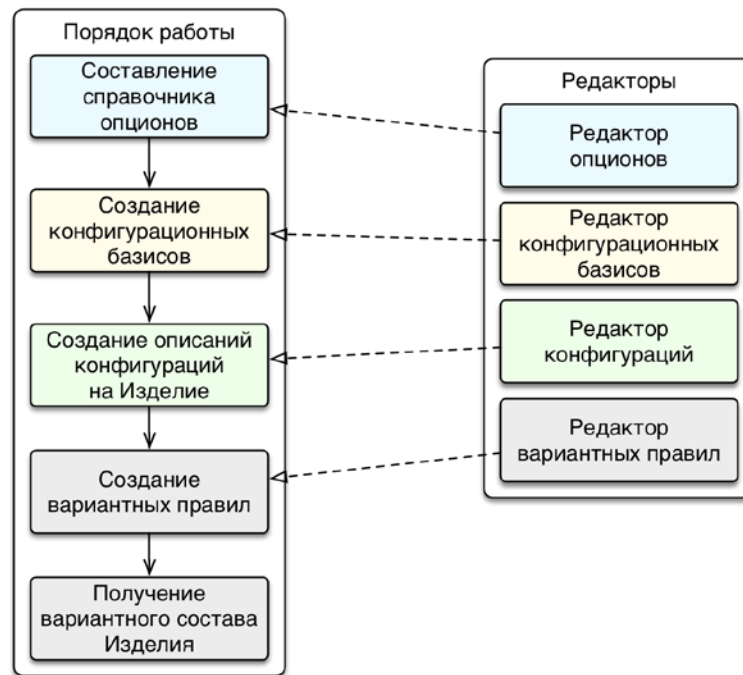 Порядок работы
Составление
справочника
опционов
Создание
конфигурационных
базисов
Создание описаний
конфигураций
на Изделие
Создание
вариантных правил
Получение
вариантного состава
Изделия
Редакторы
Редактор
опционов
Редактор
конфигурационных
базисов
Редактор
конфигураций
Редактор
вариантных правил